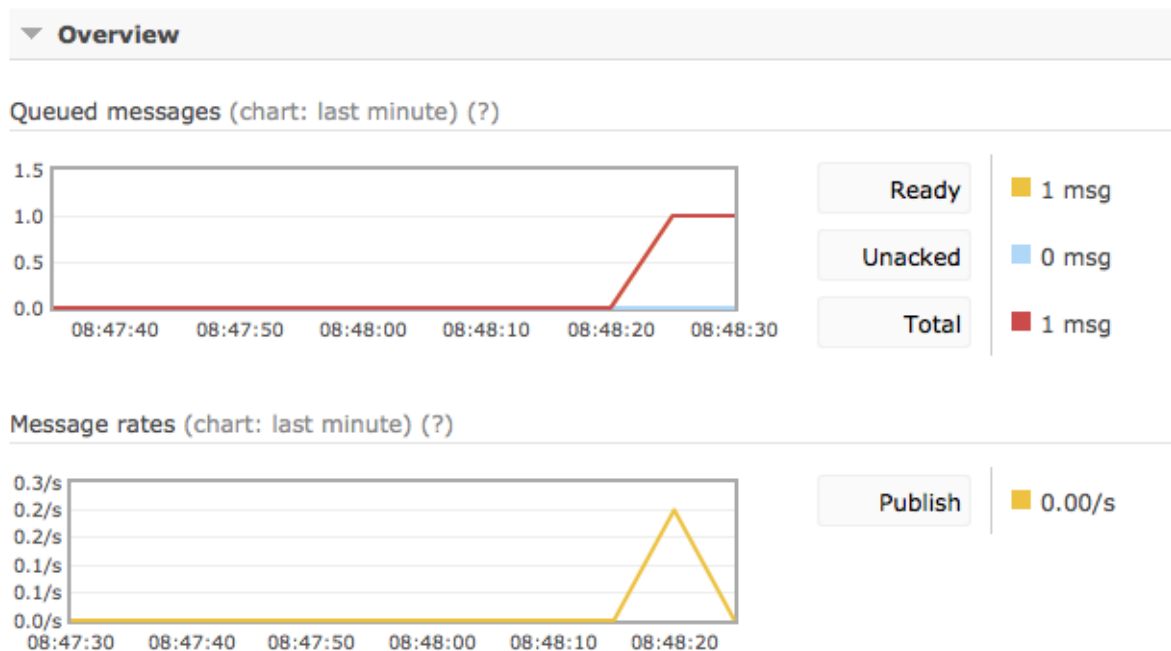 Overview
Queued messages (chart: last minute) (?)
1.5
1.0
0.5
0.0
08:47:40 08:47:50 08:48:00 08:48:10 08:48:20 08:48:30
Ready 1 msg
Unacked 0 msg
Total 1 msg
Message rates (chart: last minute) (?)
0.3/s
0.2/s
0.2/s
0.1/s
0.1/s
0.0/s
08:47:30 08:47:40 08:47:50 08:48:00 08:48:10 08:48:20
Publish 0.00/s